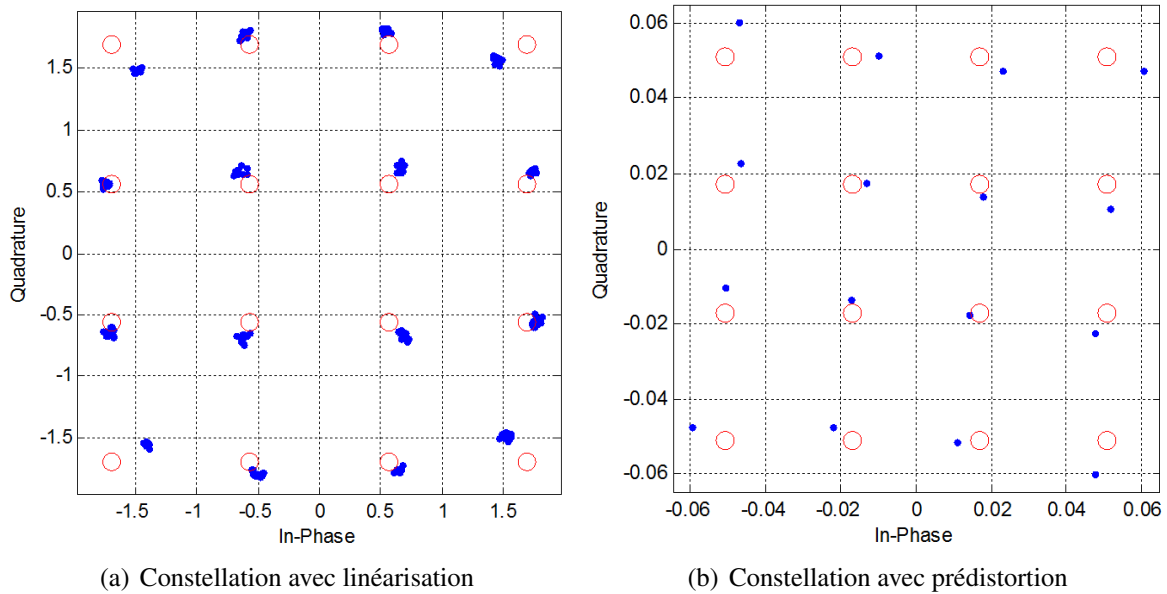 1.5
1
0.5
0
-0.5
-1
-1.5
Quadrature
-1.5 -1 -0.5 0 0.5 1 1.5
In-Phase
(a) Constellation avec linéarisation
0.06
0.04
0.02
0
-0.02
-0.04
-0.06
Quadrature
-0.06 -0.04 -0.02 0 0.02 0.04 0.06
In-Phase
(b) Constellation avec prédistortion